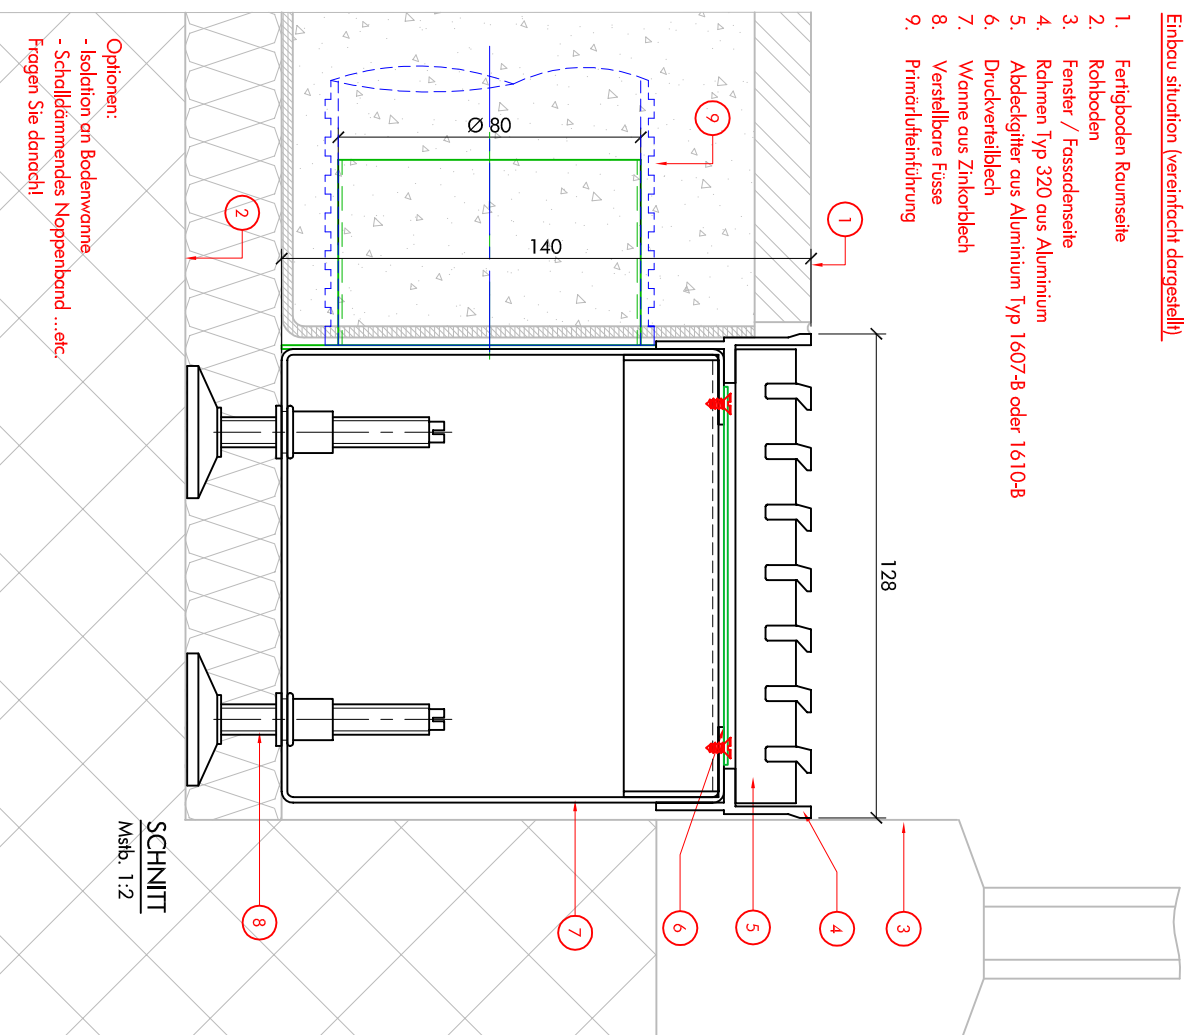 Einbau situation (vereinfacht dargestellt)
1. Fertigboden Raumseite
2. Rohboden
3. Fenster / Fassadenseite
4. Rahmen Typ 320 aus Aluminium
5. Abdeckgitter aus Aluminium Typ 1607-B oder 1610-B
6. Druckverteilblech
7. Wanne aus Zinkorblech
8. Verstellbare Füsse
9. Primärlufteinführung
1
2
3
4
5
6
7
8
9
Ø 80
140
128
Optionen:
- Isolation an Bodenwanne
- Schalldämmendes Noppenband ...etc.
Fragen Sie danach!
SCHNITT
Mstb. 1:2